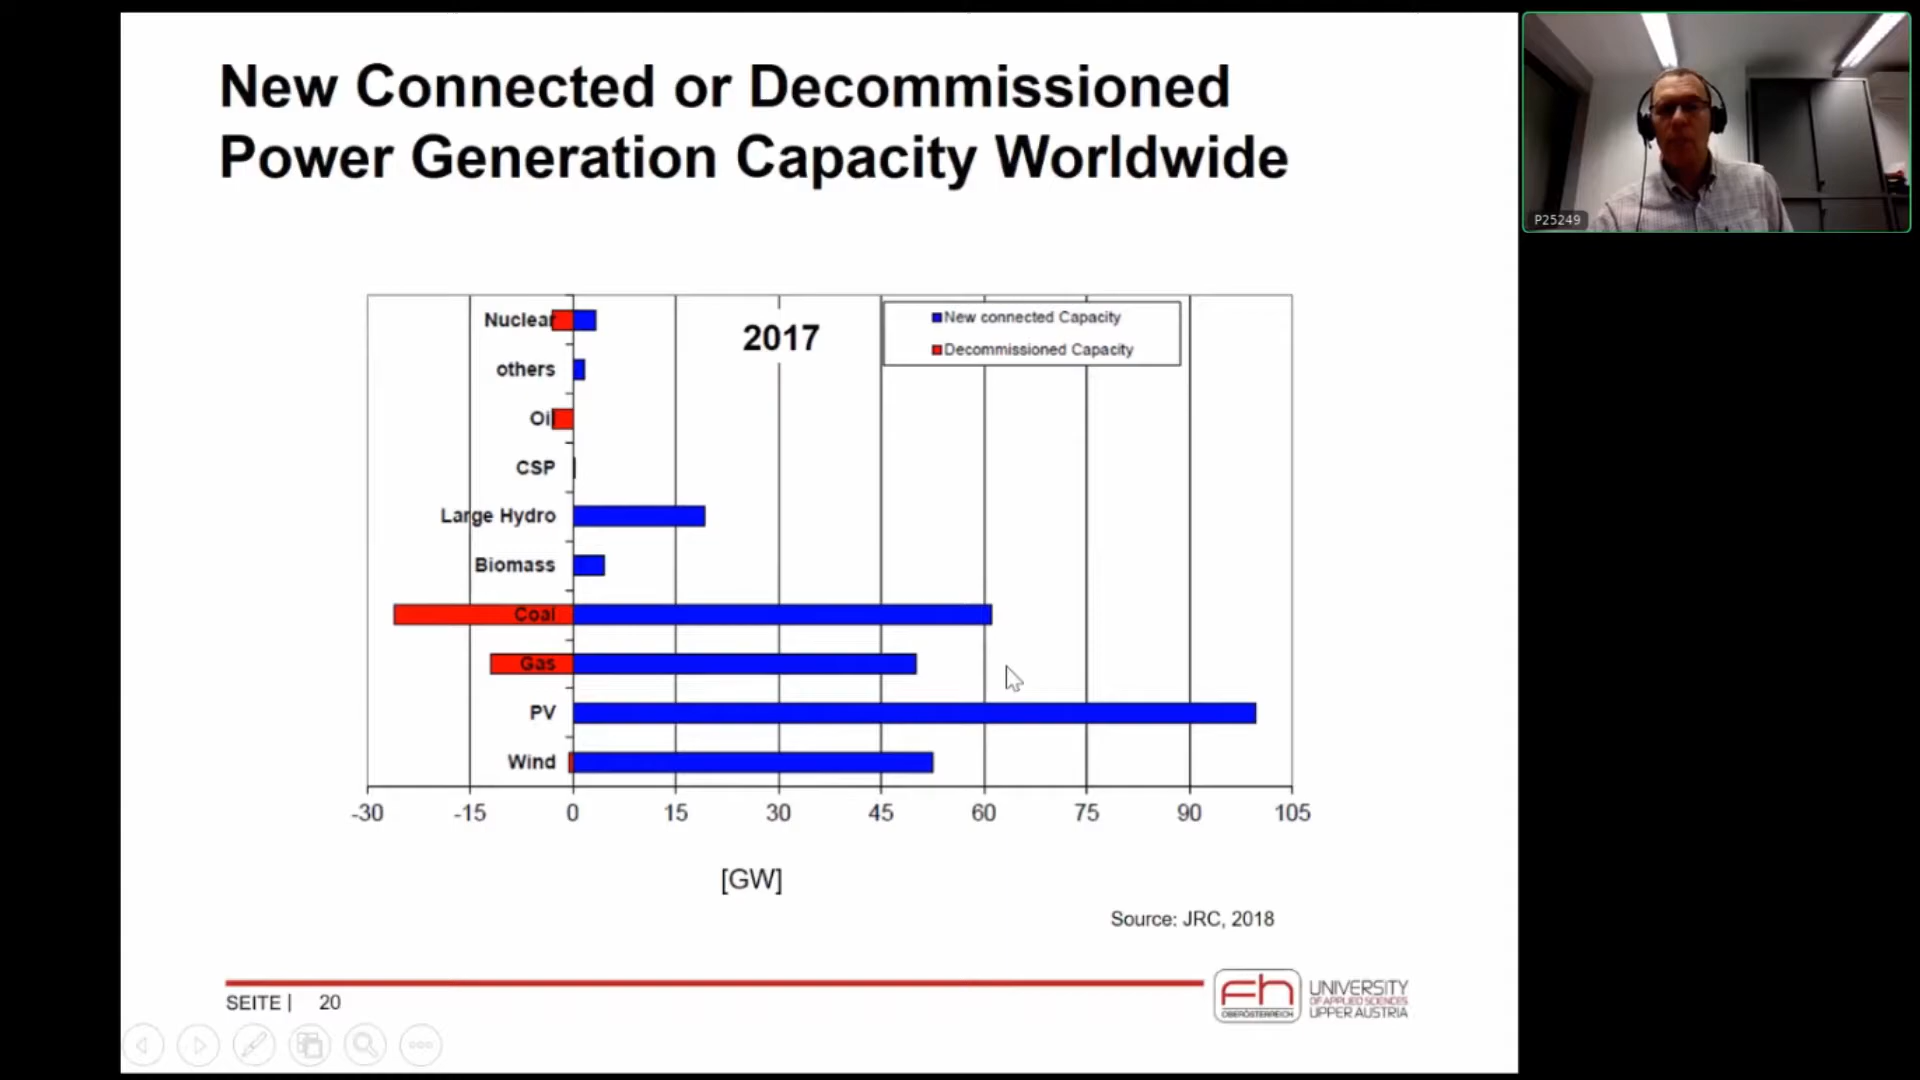 New Connected or Decommissioned
Power Generation Capacity Worldwide
P25249
2017
New connected Capacity
Decommissioned Capacity
Nuclear
others
Oil
CSP
Large Hydro
Biomass
Coal
Gas
PV
Wind
-30 -15 0 15 30 45 60 75 90 105
[GW]
Source: JRC, 2018
SEITE | 20
fh
OBERÖSTERREICH
UNIVERSITY
OF APPLIED SCIENCES
UPPER AUSTRIA